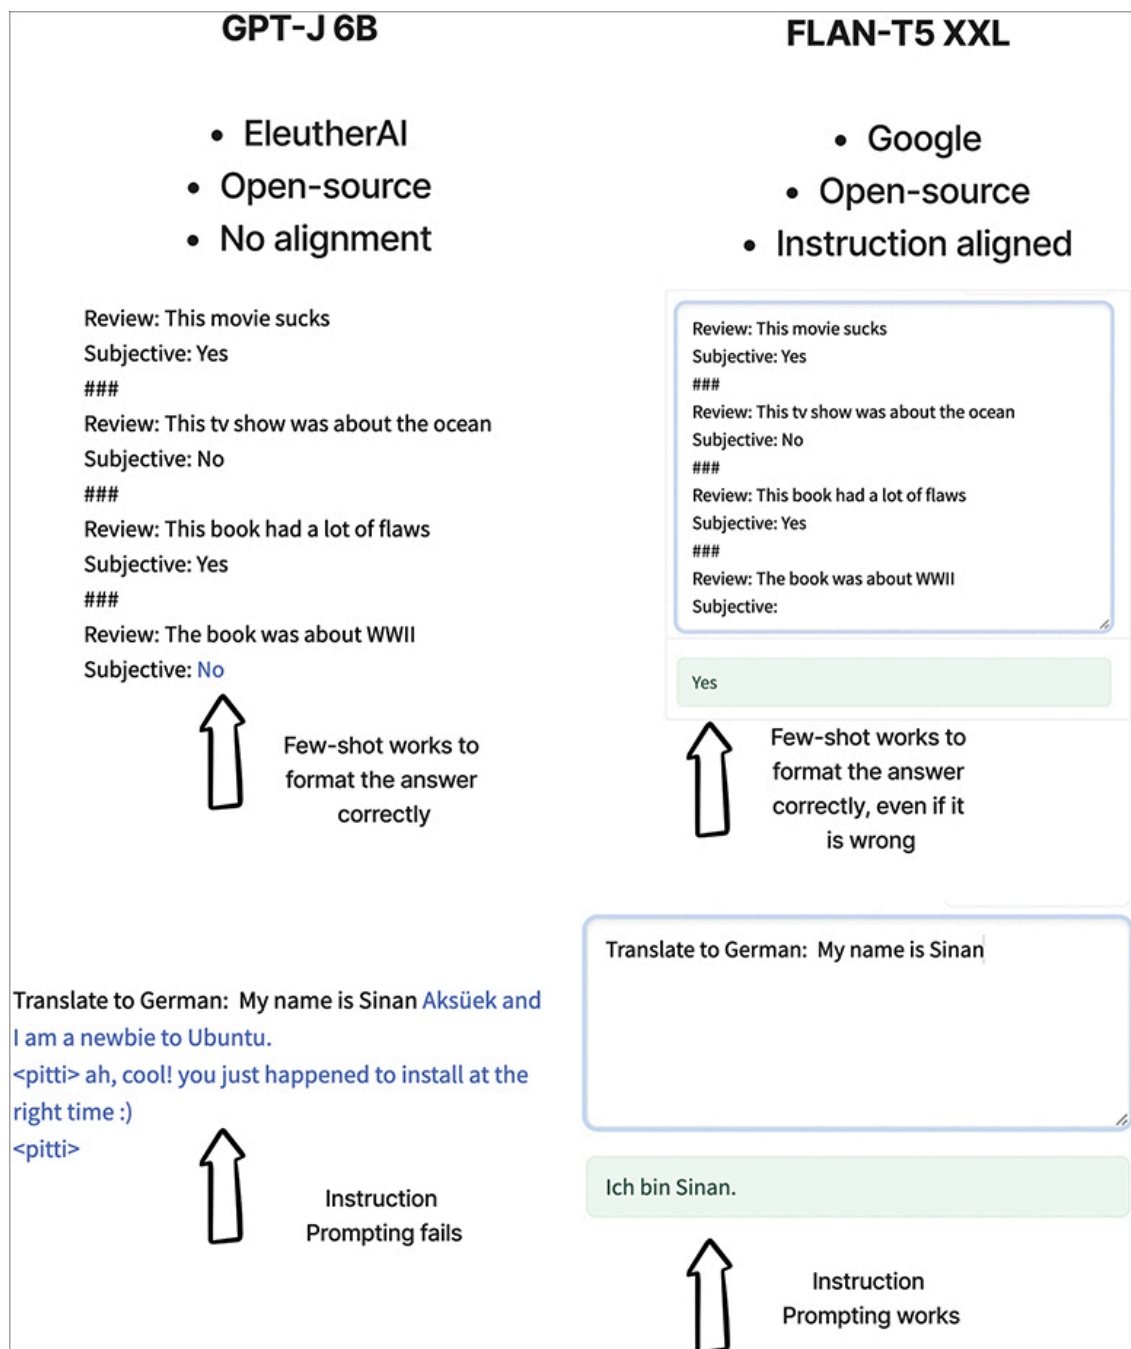 GPT-J 6B
• EleutherAI
• Open-source
• No alignment
Review: This movie sucks
Subjective: Yes
###
Review: This tv show was about the ocean
Subjective: No
###
Review: This book had a lot of flaws
Subjective: Yes
###
Review: The book was about WWII
Subjective: No
Few-shot works to
format the answer
correctly
Translate to German:  My name is Sinan Aksüek and
I am a newbie to Ubuntu.
<pitti> ah, cool! you just happened to install at the
right time :)
<pitti>
Instruction
Prompting fails
FLAN-T5 XXL
• Google
• Open-source
• Instruction aligned
Review: This movie sucks
Subjective: Yes
###
Review: This tv show was about the ocean
Subjective: No
###
Review: This book had a lot of flaws
Subjective: Yes
###
Review: The book was about WWII
Subjective:
Yes
Few-shot works to
format the answer
correctly, even if it
is wrong
Translate to German:  My name is Sinan
Ich bin Sinan.
Instruction
Prompting works